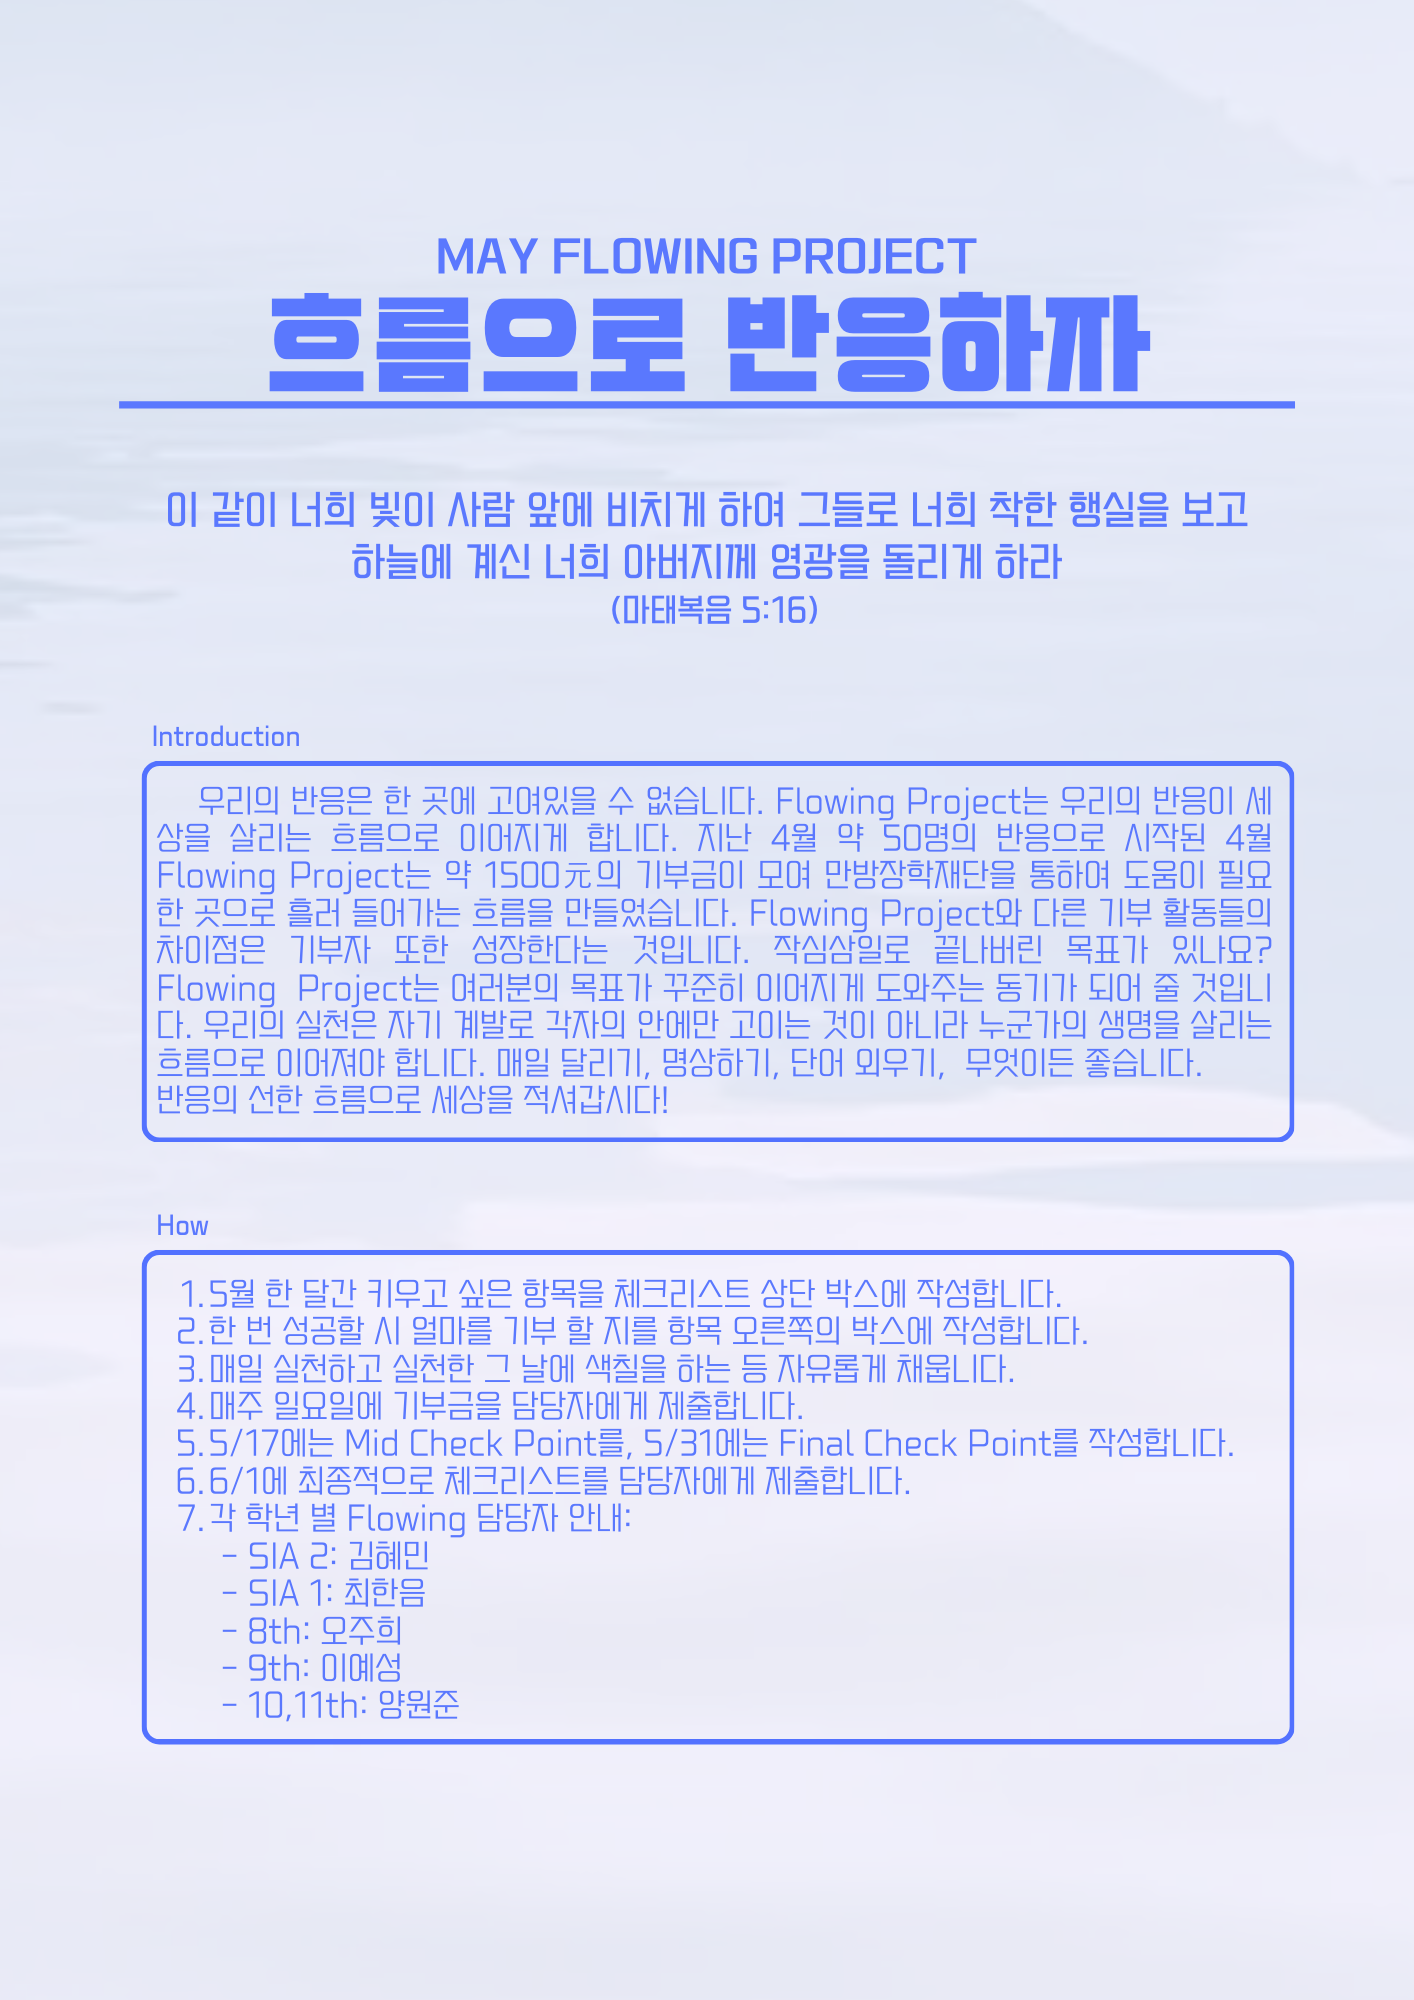 MAY FLOWING PROJECT
흐름으로 반응하자
이 같이 너희 빛이 사람 앞에 비치게 하여 그들로 너희 착한 행실을 보고
하늘에 계신 너희 아버지께 영광을 돌리게 하라
(마태복음 5:16)
Introduction
우리의 반응은 한 곳에 고여있을 수 없습니다. Flowing Project는 우리의 반응이 세
상을 살리는 흐름으로 이어지게 합니다. 지난 4월 약 50명의 반응으로 시작된 4월
Flowing Project는 약 1500元의 기부금이 모여 만방장학재단을 통하여 도움이 필요
한 곳으로 흘러 들어가는 흐름을 만들었습니다. Flowing Project와 다른 기부 활동들의
차이점은 기부자 또한 성장한다는 것입니다. 작심삼일로 끝나버린 목표가 있나요?
Flowing Project는 여러분의 목표가 꾸준히 이어지게 도와주는 동기가 되어 줄 것입니
다. 우리의 실천은 자기 계발로 각자의 안에만 고이는 것이 아니라 누군가의 생명을 살리는
흐름으로 이어져야 합니다. 매일 달리기, 명상하기, 단어 외우기, 무엇이든 좋습니다.
반응의 선한 흐름으로 세상을 적셔갑시다!
How
1. 5월 한 달간 키우고 싶은 항목을 체크리스트 상단 박스에 작성합니다.
2. 한 번 성공할 시 얼마를 기부 할 지를 항목 오른쪽의 박스에 작성합니다.
3. 매일 실천하고 실천한 그 날에 색칠을 하는 등 자유롭게 채웁니다.
4. 매주 일요일에 기부금을 담당자에게 제출합니다.
5. 5/17에는 Mid Check Point를, 5/31에는 Final Check Point를 작성합니다.
6. 6/1에 최종적으로 체크리스트를 담당자에게 제출합니다.
7. 각 학년 별 Flowing 담당자 안내:
- SIA 2: 김혜민
- SIA 1: 최한음
- 8th: 오주희
- 9th: 이예성
- 10,11th: 양원준